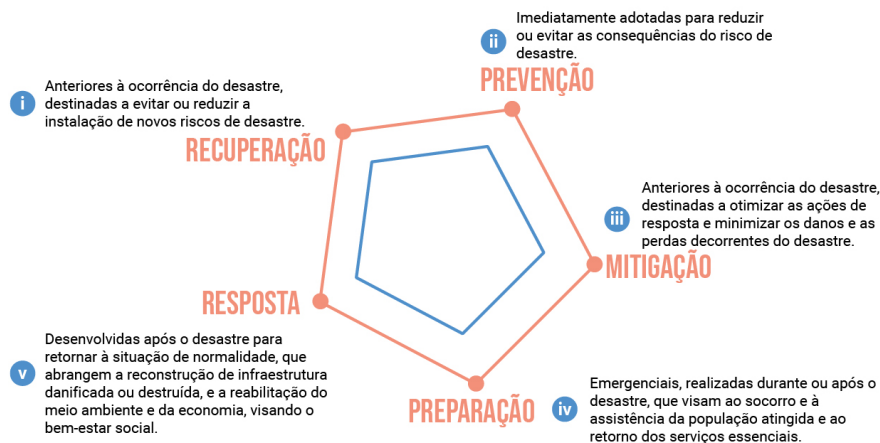 ii
Imediatamente adotadas para reduzir
ou evitar as consequências do risco de
desastre.
PREVENÇÃO
i
Anteriores à ocorrência do desastre,
destinadas a evitar ou reduzir a
instalação de novos riscos de desastre.
RECUPERAÇÃO
iii
Anteriores à ocorrência do desastre,
destinadas a otimizar as ações de
resposta e minimizar os danos e as
perdas decorrentes do desastre.
MITIGAÇÃO
RESPOSTA
v
Desenvolvidas após o desastre para
retornar à situação de normalidade, que
abrangem a reconstrução de infraestrutura
danificada ou destruída, e a reabilitação do
meio ambiente e da economia, visando o
bem-estar social.
PREPARAÇÃO
iv
Emergenciais, realizadas durante ou após o
desastre, que visam ao socorro e à
assistência da população atingida e ao
retorno dos serviços essenciais.